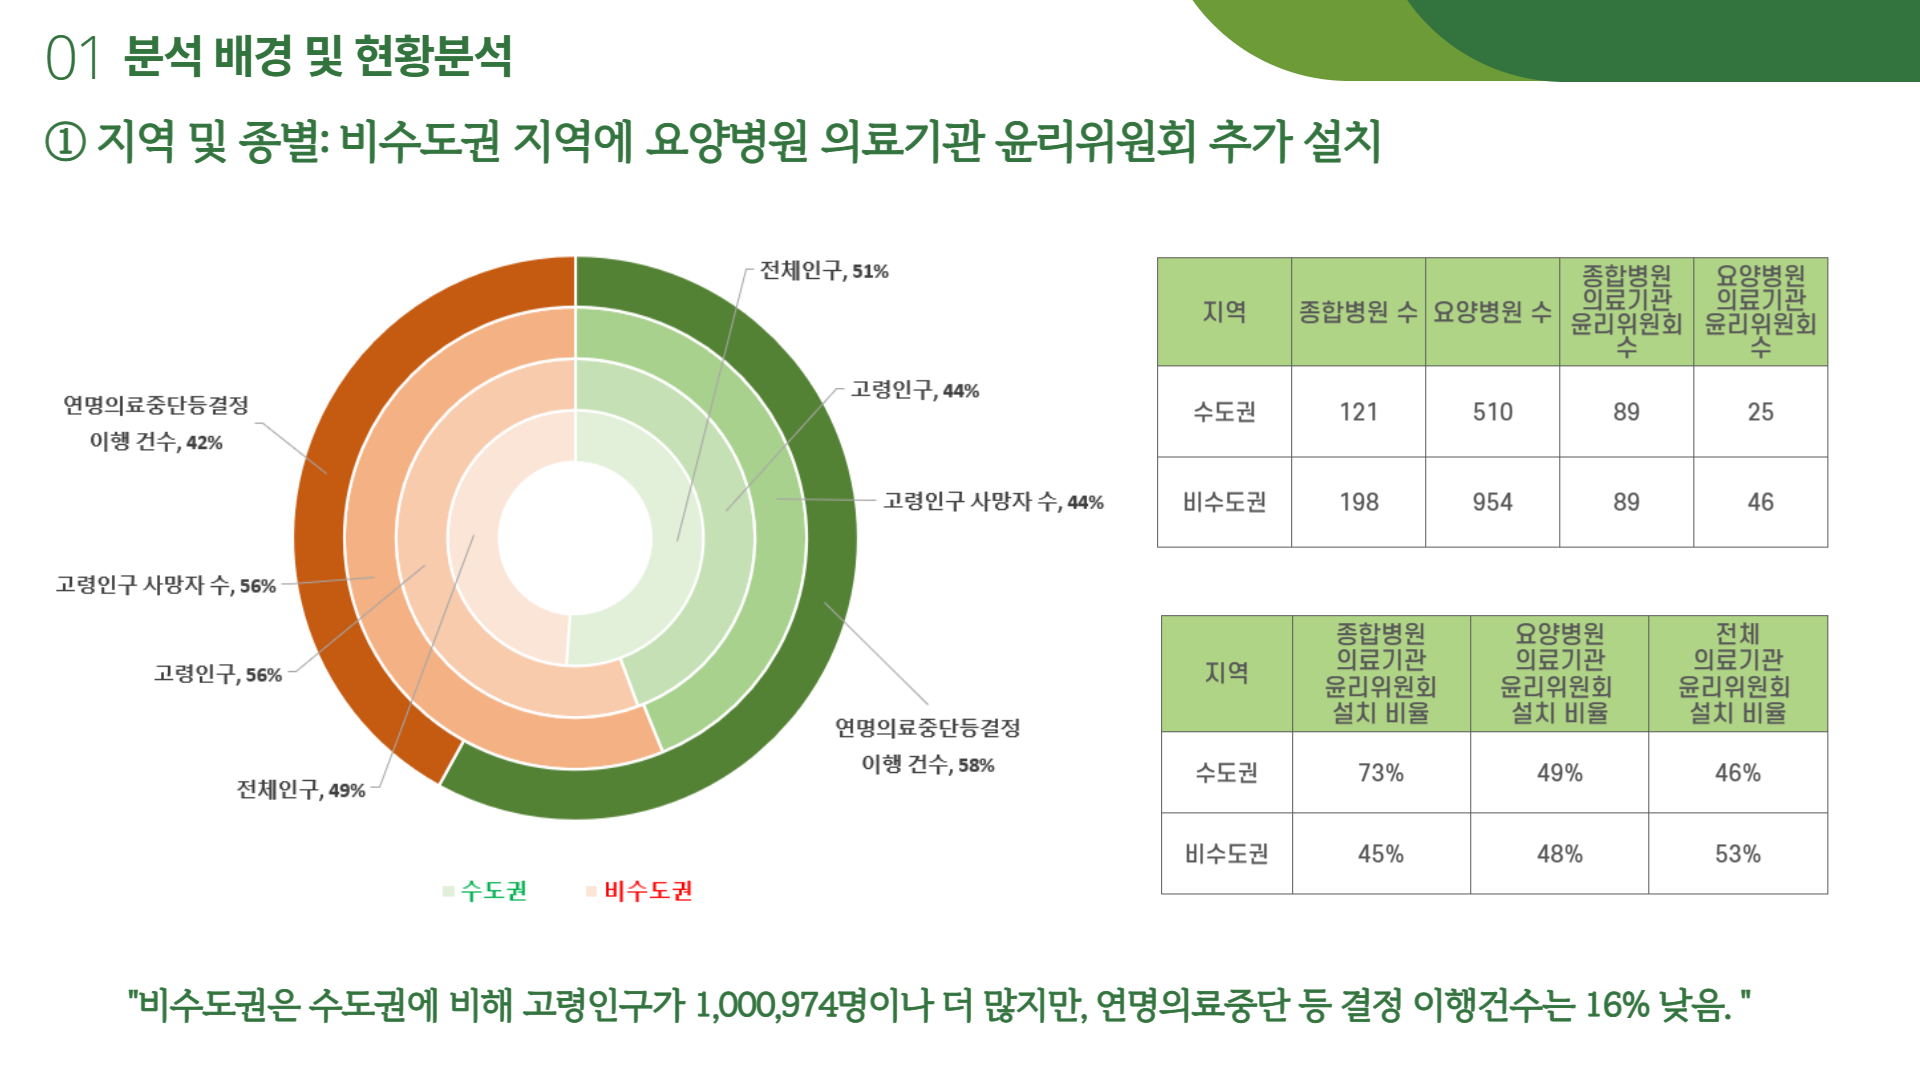 01 분석 배경 및 현황분석
① 지역 및 종별: 비수도권 지역에 요양병원 의료기관 윤리위원회 추가 설치
전체인구, 51%
고령인구, 44%
고령인구 사망자 수, 44%
연명의료중단등결정
이행 건수, 58%
연명의료중단등결정
이행 건수, 42%
고령인구 사망자 수, 56%
고령인구, 56%
전체인구, 49%
수도권 비수도권
지역 종합병원 수 요양병원 수 종합병원 의료기관 윤리위원회 수 요양병원 의료기관 윤리위원회 수
수도권 121 510 89 25
비수도권 198 954 89 46
지역 종합병원 의료기관 윤리위원회 설치 비율 요양병원 의료기관 윤리위원회 설치 비율 전체 의료기관 윤리위원회 설치 비율
수도권 73% 49% 46%
비수도권 45% 48% 53%
"비수도권은 수도권에 비해 고령인구가 1,000,974명이나 더 많지만, 연명의료중단 등 결정 이행건수는 16% 낮음. "